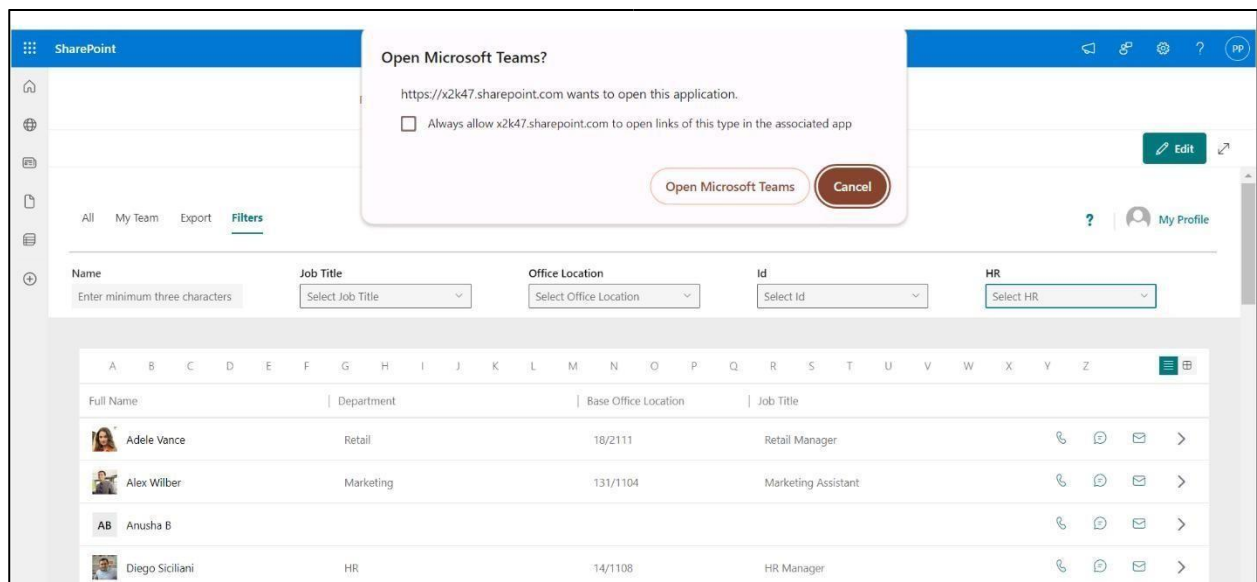 SharePoint
Open Microsoft Teams?
https://x2k47.sharepoint.com wants to open this application.
Always allow x2k47.sharepoint.com to open links of this type in the associated app
Open Microsoft Teams Cancel
? PP
Edit
All My Team Export Filters
? My Profile
Name Job Title Office Location Id HR
Enter minimum three characters Select Job Title Select Office Location Select Id Select HR
A B C D E F G H I J K L M N O P Q R S T U V W X Y Z
Full Name Department Base Office Location Job Title
Adele Vance Retail 18/2111 Retail Manager
Alex Wilber Marketing 131/1104 Marketing Assistant
AB Anusha B
Diego Siciliani HR 14/1108 HR Manager